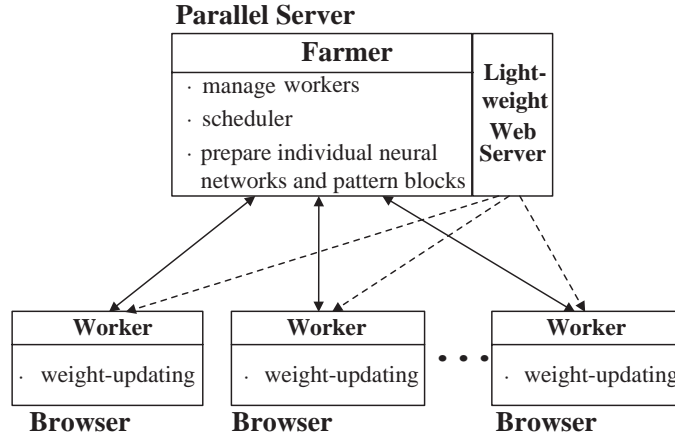 Parallel Server
Farmer
· manage workers
· scheduler
· prepare individual neural
networks and pattern blocks
Light-
weight
Web
Server
Worker
· weight-updating
Browser
Worker
· weight-updating
Browser
• • •
Worker
· weight-updating
Browser